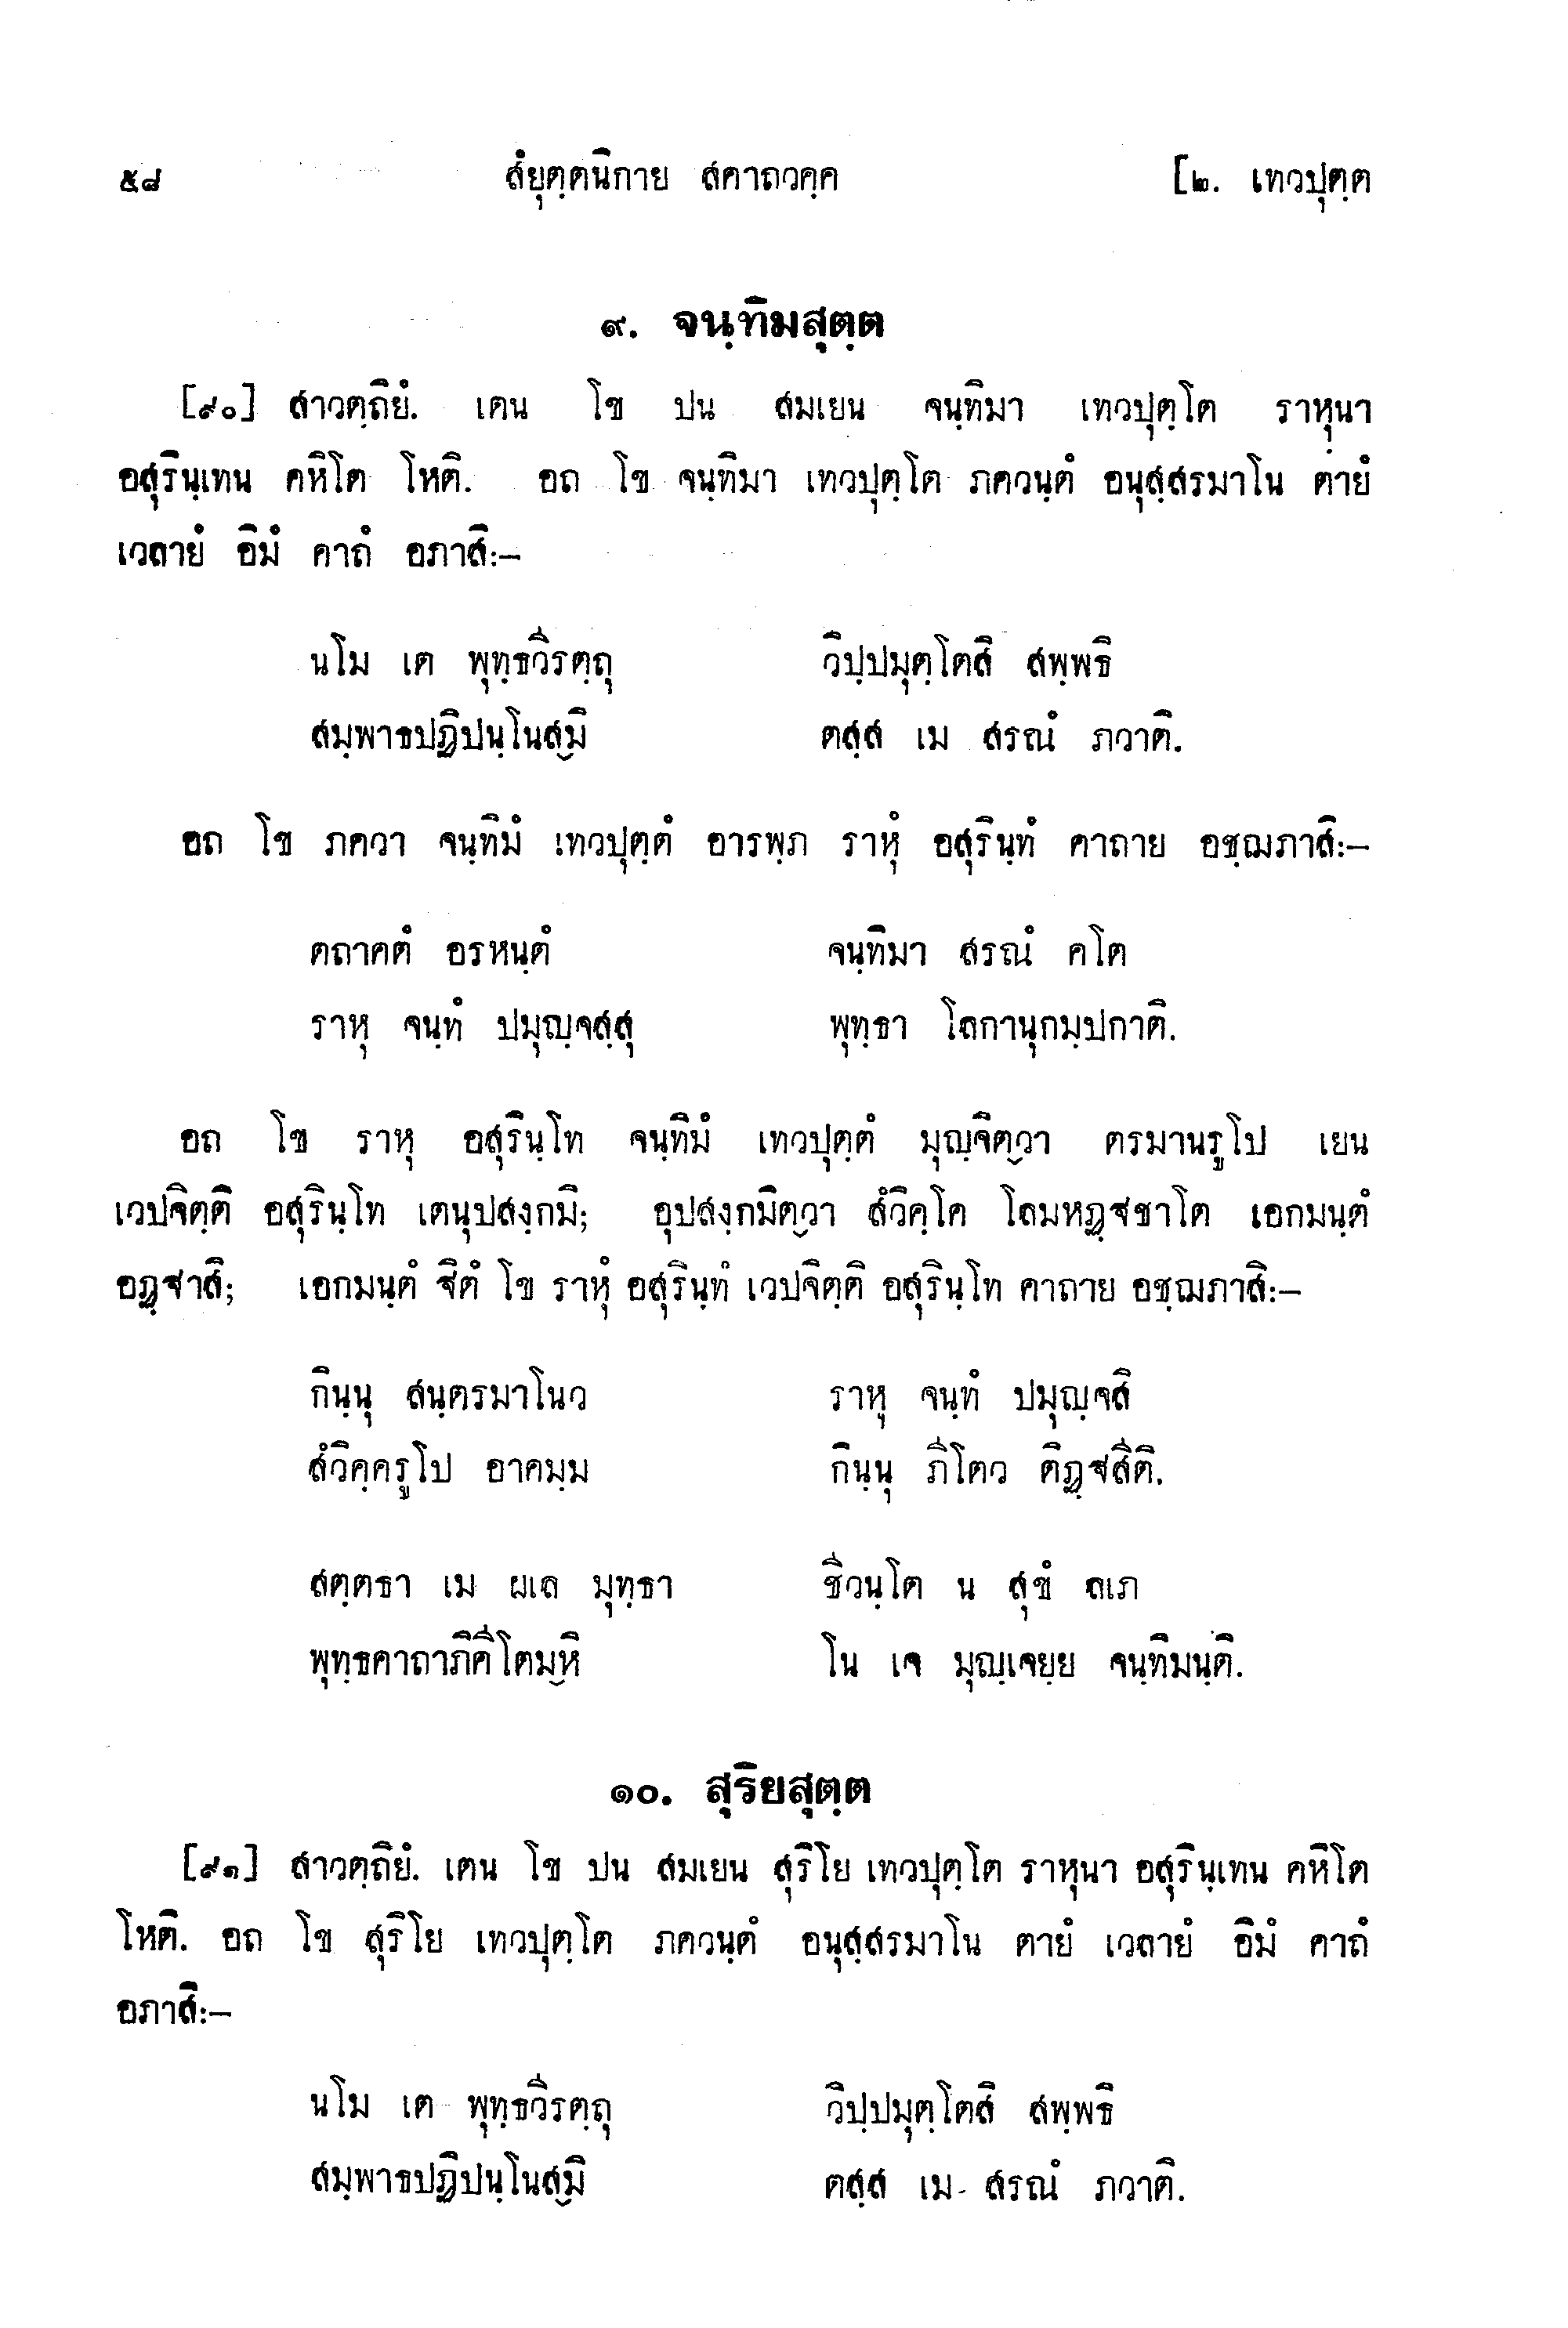 ๕๘ สํยุตฺตนิกาย สคาถวคฺค [๒. เทวปุตฺต
๙. จนฺทิมสุตฺต
[๙๐] สาวตฺถิยํ. เตน โข ปน สมเยน จนฺทิมา เทวปุตฺโต ราหุนา
อสุรินฺเทน คหิโต โหติ. อถ โข จนฺทิมา เทวปุตฺโต ภควนฺตํ อนุสฺสรมาโน ตายํ
เวลายํ อิมํ คาถํ อภาสิ:–
นโม เต พุทฺธวีรตฺถุ วิปฺปมุตฺโตสิ สพฺพธิ
สมฺพาธปฏิปนฺโนสฺมิ ตสฺส เม สรณํ ภวาติ.
อถ โข ภควา จนฺทิมํ เทวปุตฺตํ อารพฺภ ราหุํ อสุรินฺทํ คาถาย อชฺฌภาสิ:–
ตถาคตํ อรหนฺตํ จนฺทิมา สรณํ คโต
ราหุ จนฺทํ ปมุญฺจสฺสุ พุทฺธา โลกานุกมฺปกาติ.
อถ โข ราหุ อสุรินฺโท จนฺทิมํ เทวปุตฺตํ มุญฺจิตฺวา ตรมานรูโป เยน
เวปจิตฺติ อสุรินฺโท เตนุปสงฺกมิ; อุปสงฺกมิตฺวา สํวิคฺโค โลมหฏฺฐชาโต เอกมนฺตํ
อฏฺฐาสิ; เอกมนฺตํ ฐิตํ โข ราหุํ อสุรินฺทํ เวปจิตฺติ อสุรินฺโท คาถาย อชฺฌภาสิ:–
กินฺนุ สนฺตรมาโนว ราหุ จนฺทํ ปมุญฺจสิ
สํวิคฺครูโป อาคมฺม กินฺนุ ภีโตว ติฏฺฐสีติ.
สตฺตธา เม ผเล มุทฺธา ชีวนฺโต น สุขํ ลเภ
พุทฺธคาถาภิคีโตมฺหิ โน เจ มุญฺเจยฺย จนฺทิมนฺติ.
๑๐. สุริยสุตฺต
[๙๑] สาวตฺถิยํ. เตน โข ปน สมเยน สุริโย เทวปุตฺโต ราหุนา อสุรินฺเทน คหิโต
โหติ. อถ โข สุริโย เทวปุตฺโต ภควนฺตํ อนุสฺสรมาโน ตายํ เวลายํ อิมํ คาถํ
อภาสิ:–
นโม เต พุทฺธวีรตฺถุ วิปฺปมุตฺโตสิ สพฺพธิ
สมฺพาธปฏิปนฺโนสฺมิ ตสฺส เม สรณํ ภวาติ.